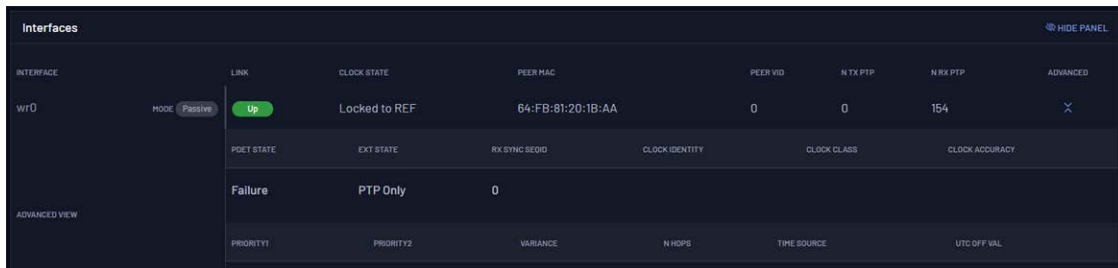 Interfaces HIDE PANEL
INTERFACE LINK CLOCK STATE PEER MAC PEER VID N TX PTP N RX PTP ADVANCED
wr0 MODE Passive Up Locked to REF 64:FB:81:20:1B:AA 0 0 154
PDET STATE EXT STATE RX SYNC SEQID CLOCK IDENTITY CLOCK CLASS CLOCK ACCURACY
Failure PTP Only 0
ADVANCED VIEW
PRIORITY1 PRIORITY2 VARIANCE N HOPS TIME SOURCE UTC OFF VAL